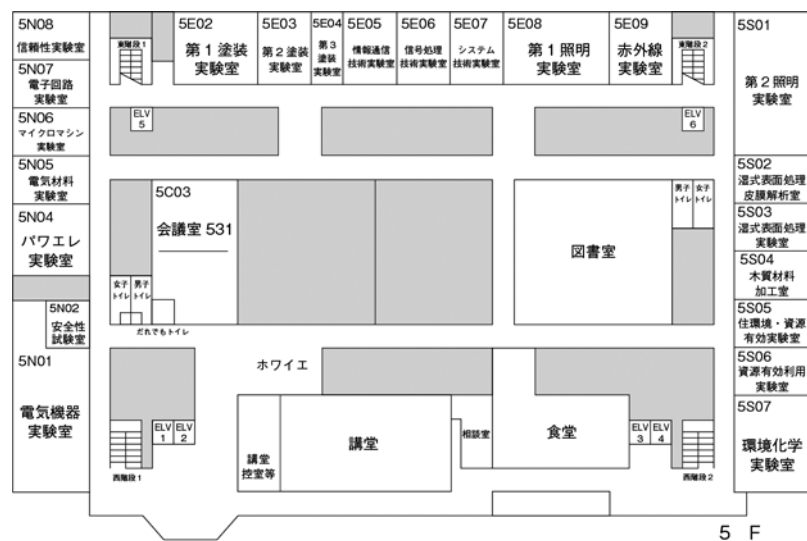 5N08
信頼性実験室
5N07
電子回路
実験室
5N06
マイクロマシン
実験室
5N05
電気材料
実験室
5N04
パワエレ
実験室
5N02
安全性
試験室
5N01
電気機器
実験室
東階段1
5E02
第1塗装
実験室
5E03
第2塗装
実験室
5E04
第3
塗装
実験室
5E05
情報通信
技術実験室
5E06
信号処理
技術実験室
5E07
システム
技術実験室
5E08
第1照明
実験室
5E09
赤外線
実験室
東階段2
5S01
第2照明
実験室
5S02
湿式表面処理
皮膜解析室
5S03
湿式表面処理
実験室
5S04
木質材料
加工室
5S05
住環境・資源
有効実験室
5S06
資源有効利用
実験室
5S07
環境化学
実験室
ELV
5
ELV
6
5C03
会議室 531
女子
トイレ
男子
トイレ
だれでもトイレ
図書室
男子
トイレ
女子
トイレ
ホワイエ
ELV
1
ELV
2
西階段1
講堂
控室等
講堂
相談室
食堂
ELV
3
ELV
4
西階段2
5 F